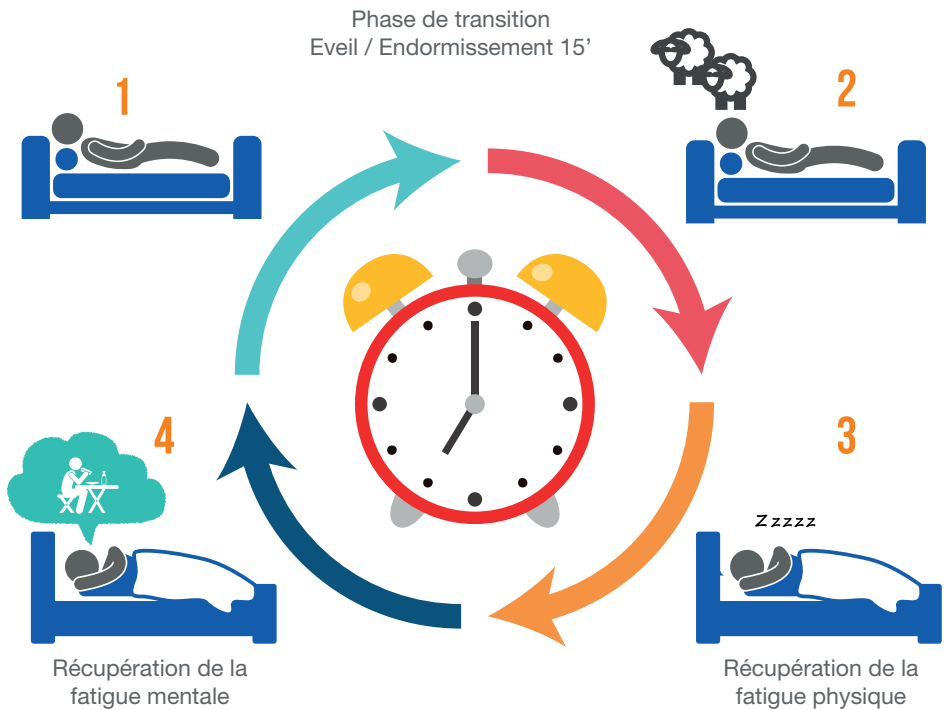 Phase de transition
Eveil / Endormissement 15’
1
2
4
3
Zzzzz
Récupération de la
fatigue mentale
Récupération de la
fatigue physique